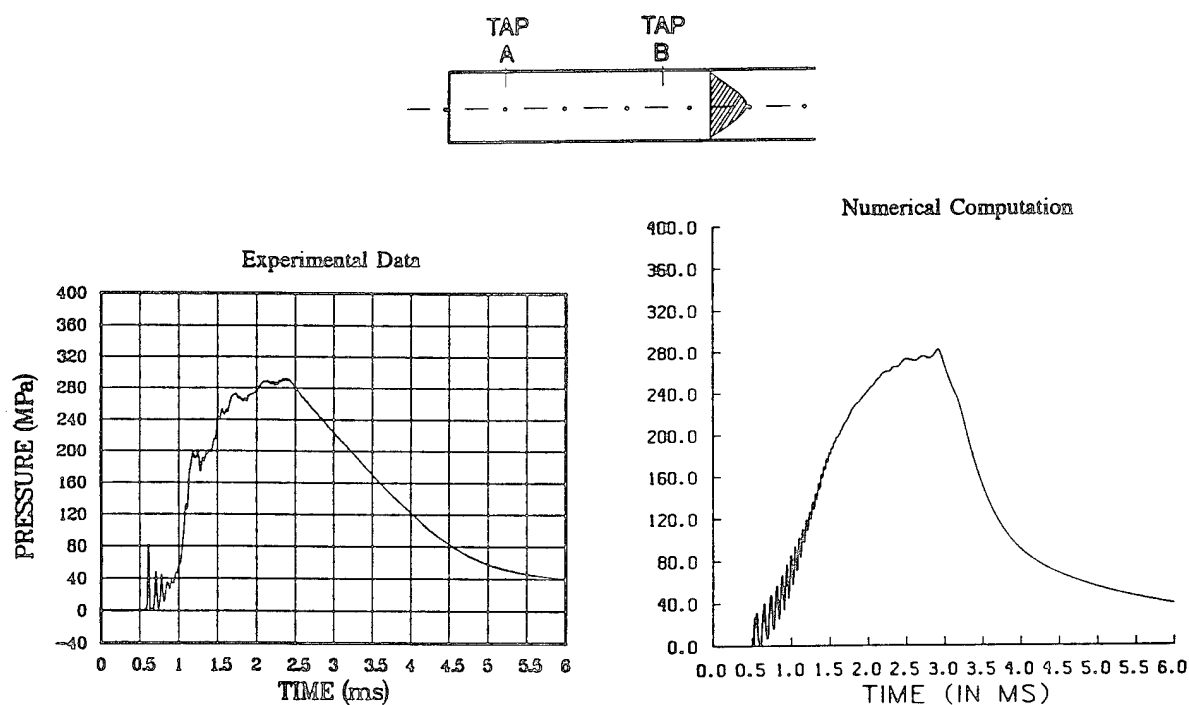 TAP
A
TAP
B
Experimental Data
PRESSURE (MPa)
400
360
320
280
240
200
160
120
80
40
0
-40
0 0.5 1 1.5 2 2.5 3 3.5 4 4.5 5 5.5 6
TIME (ms)
Numerical Computation
400.0
360.0
320.0
280.0
240.0
200.0
160.0
120.0
80.0
40.0
0.0
0.0 0.5 1.0 1.5 2.0 2.5 3.0 3.5 4.0 4.5 5.0 5.5 6.0
TIME (IN MS)